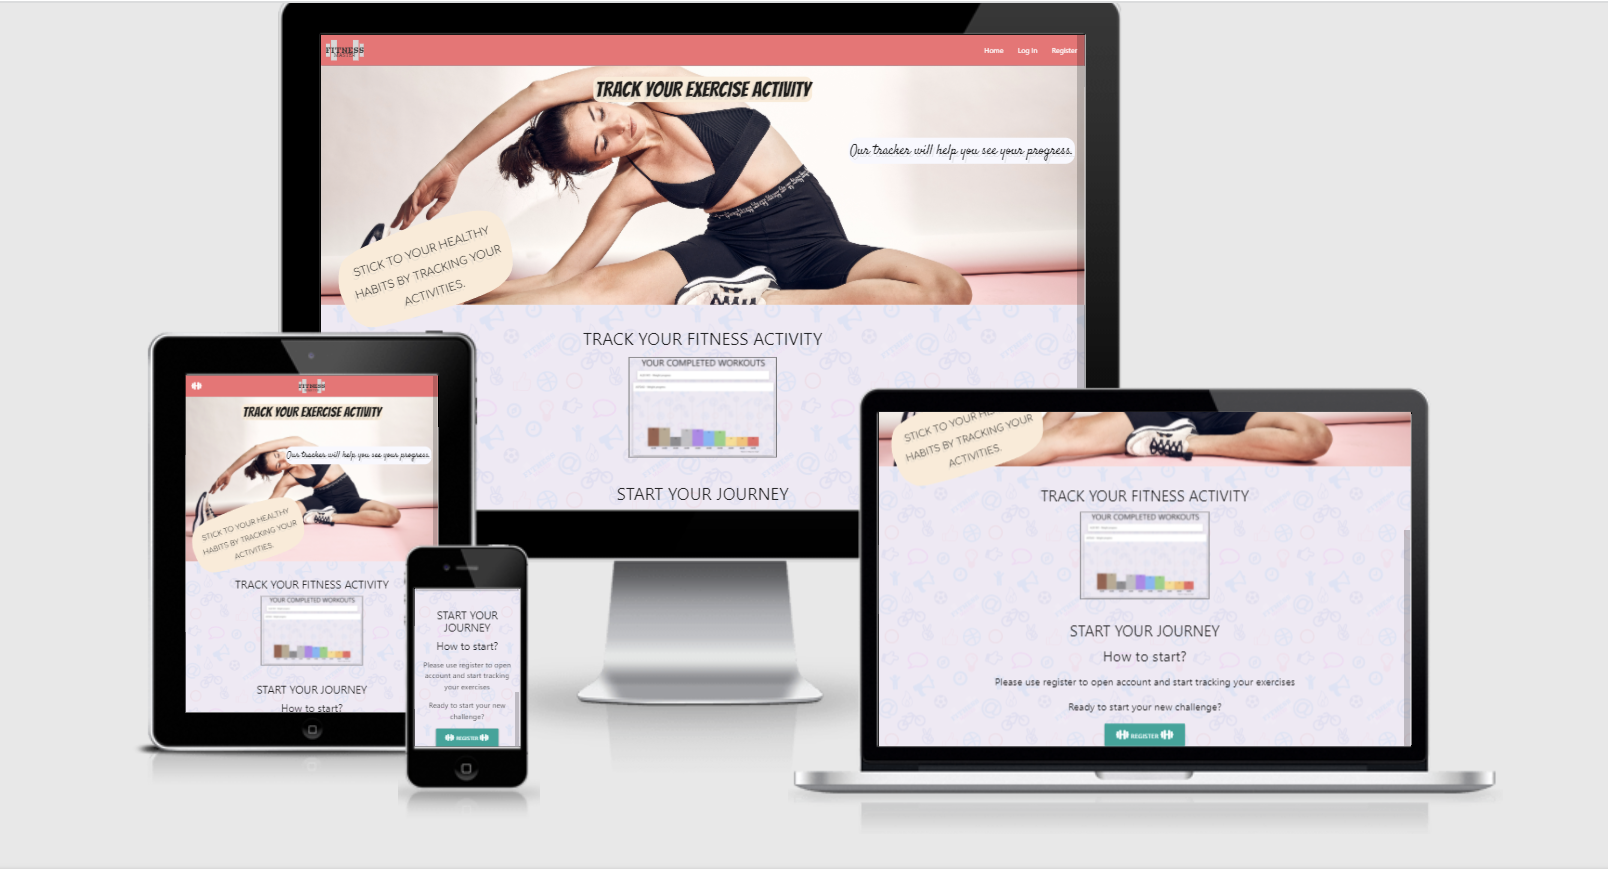 FITNESS
Home Log In Register
TRACK YOUR EXERCISE ACTIVITY
Our tracker will help you see your progress.
STICK TO YOUR HEALTHY
HABITS BY TRACKING YOUR
ACTIVITIES.
TRACK YOUR FITNESS ACTIVITY
YOUR COMPLETED WORKOUTS
START YOUR JOURNEY
FITNESS
TRACK YOUR EXERCISE ACTIVITY
Our tracker will help you see your progress.
STICK TO YOUR HEALTHY
HABITS BY TRACKING YOUR
ACTIVITIES.
TRACK YOUR FITNESS ACTIVITY
YOUR COMPLETED WORKOUTS
START YOUR JOURNEY
How to start?
START YOUR
JOURNEY
How to start?
Please use register to open
account and start tracking
your exercises
Ready to start your new
challenge?
REGISTER
STICK TO YOUR
HABITS BY TRACKING YOUR
ACTIVITIES.
TRACK YOUR FITNESS ACTIVITY
YOUR COMPLETED WORKOUTS
START YOUR JOURNEY
How to start?
Please use register to open account and start tracking your exercises
Ready to start your new challenge?
REGISTER